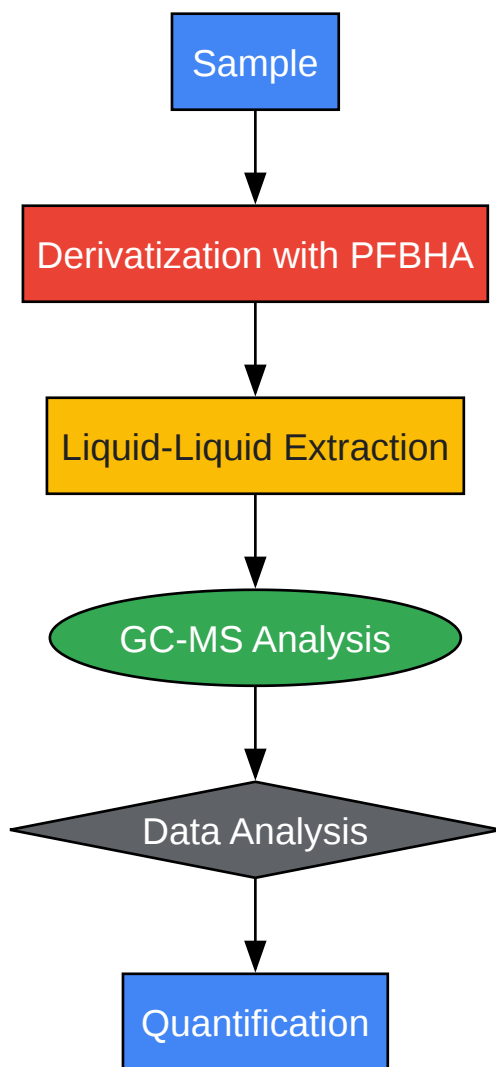 Sample
Derivatization with PFBHA
Liquid-Liquid Extraction
GC-MS Analysis
Data Analysis
Quantification